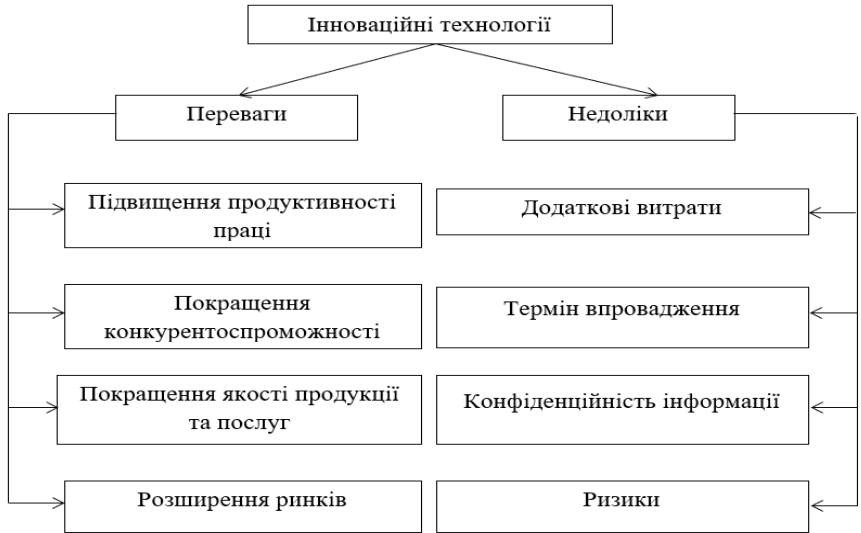 Інноваційні технології
Переваги
Недоліки
Підвищення продуктивності
праці
Додаткові витрати
Покращення
конкурентоспроможності
Термін впровадження
Покращення якості продукції
та послуг
Конфіденційність інформації
Розширення ринків
Ризики